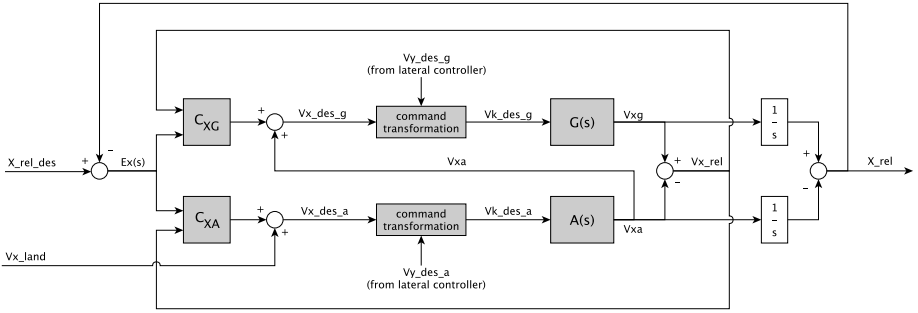 Vy_des_g
(from lateral controller)
+
C_XG
+
Vx_des_g
command
transformation
Vk_des_g
G(s)
Vxg
1
-
s
−
+
+
X_rel_des
+
Ex(s)
Vxa
+
Vx_rel
−
X_rel
−
C_XA
+
Vx_des_a
command
transformation
Vk_des_a
A(s)
Vxa
1
-
s
+
Vx_land
Vy_des_a
(from lateral controller)